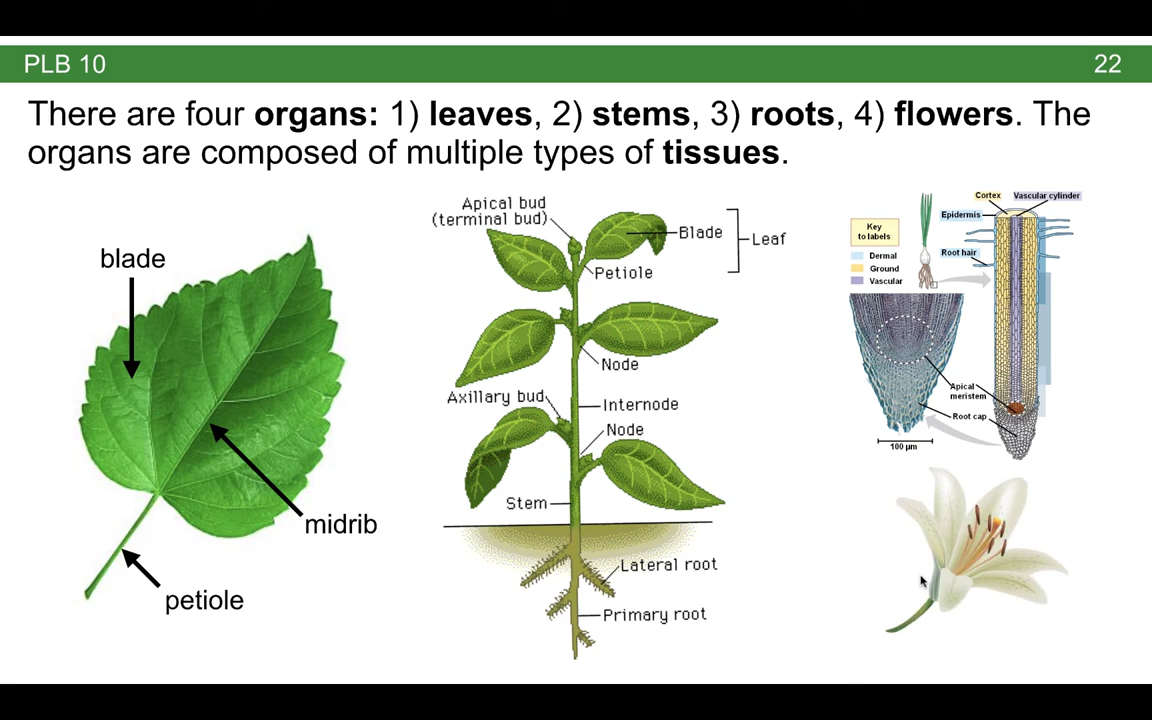 PLB 10
22
There are four organs: 1) leaves, 2) stems, 3) roots, 4) flowers. The
organs are composed of multiple types of tissues.
blade
midrib
petiole
Apical bud
(terminal bud)
Blade
Leaf
Petiole
Node
Axillary bud
Internode
Node
Stem
Lateral root
Primary root
Cortex
Vascular cylinder
Epidermis
Key
to labels
Root hair
Dermal
Ground
Vascular
Apical
meristem
Root cap
100 µm